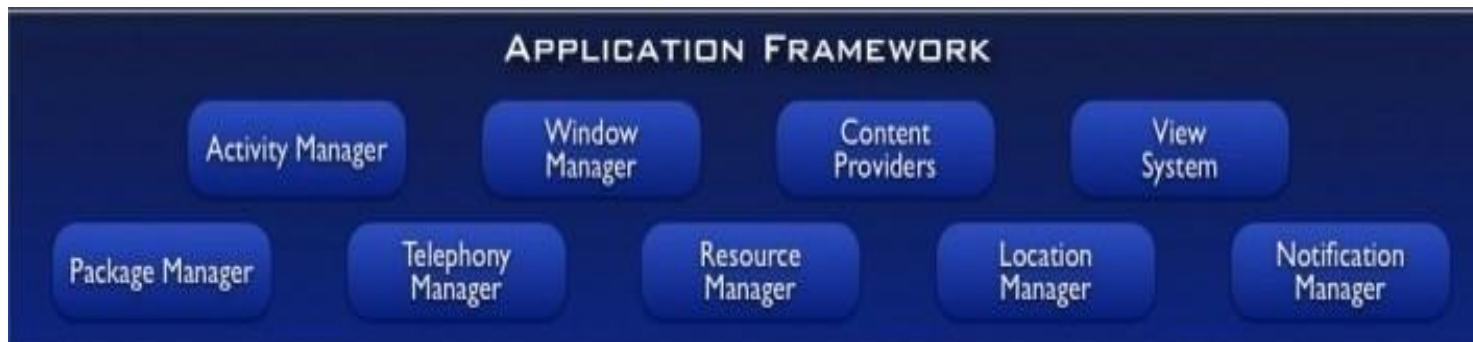 APPLICATION FRAMEWORK
Activity Manager
Window
Manager
Content
Providers
View
System
Package Manager
Telephony
Manager
Resource
Manager
Location
Manager
Notification
Manager